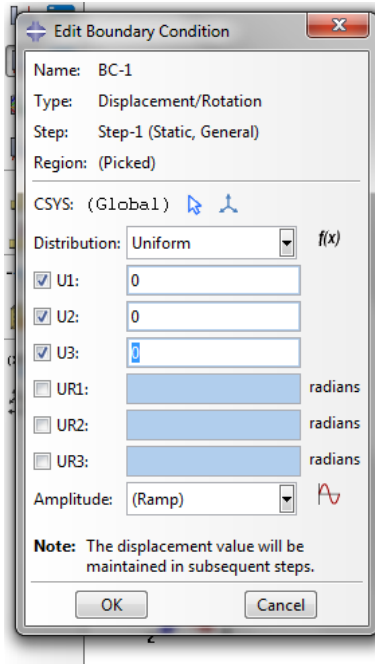 Edit Boundary Condition
Name: BC-1
Type: Displacement/Rotation
Step: Step-1 (Static, General)
Region: (Picked)
CSYS: (Global)
Distribution: Uniform f(x)
U1: 0
U2: 0
U3: 0
UR1: radians
UR2: radians
UR3: radians
Amplitude: (Ramp)
Note: The displacement value will be
maintained in subsequent steps.
OK Cancel